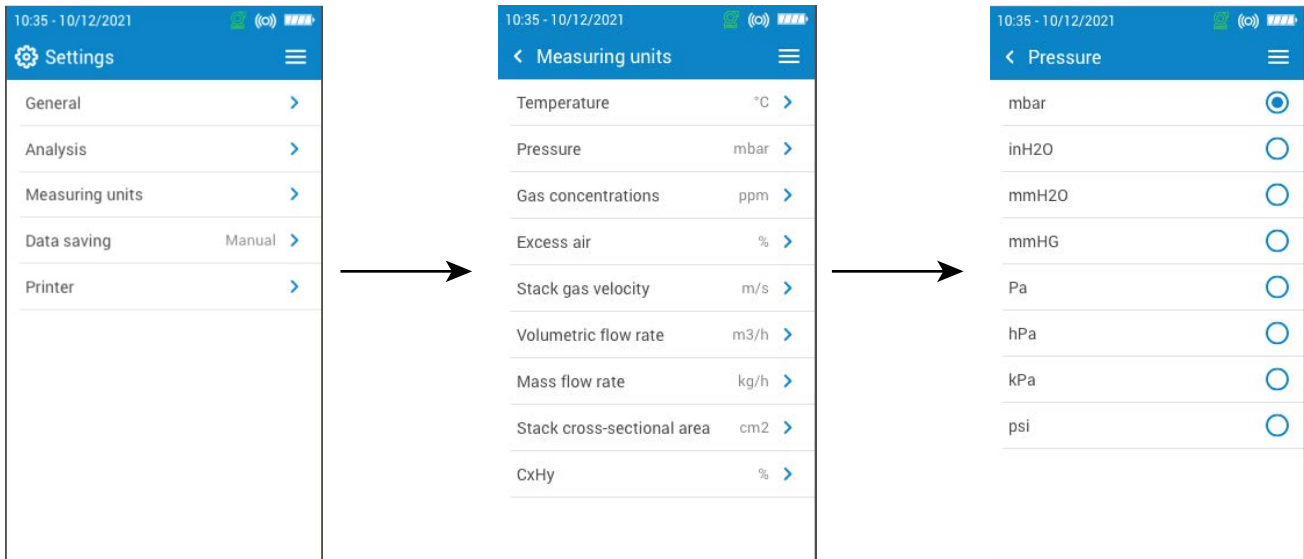 10:35 - 10/12/2021
Settings
General
Analysis
Measuring units
Data saving Manual
Printer
10:35 - 10/12/2021
Measuring units
Temperature °C
Pressure mbar
Gas concentrations ppm
Excess air %
Stack gas velocity m/s
Volumetric flow rate m3/h
Mass flow rate kg/h
Stack cross-sectional area cm2
CxHy %
10:35 - 10/12/2021
Pressure
mbar
inH2O
mmH2O
mmHG
Pa
hPa
kPa
psi